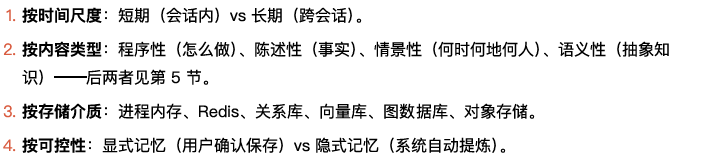 1. 按时间尺度：短期（会话内）vs 长期（跨会话）。
2. 按内容类型：程序性（怎么做）、陈述性（事实）、情景性（何时何地何人）、语义性（抽象知
识）——后两者见第 5 节。
3. 按存储介质：进程内存、Redis、关系库、向量库、图数据库、对象存储。
4. 按可控性：显式记忆（用户确认保存）vs 隐式记忆（系统自动提炼）。